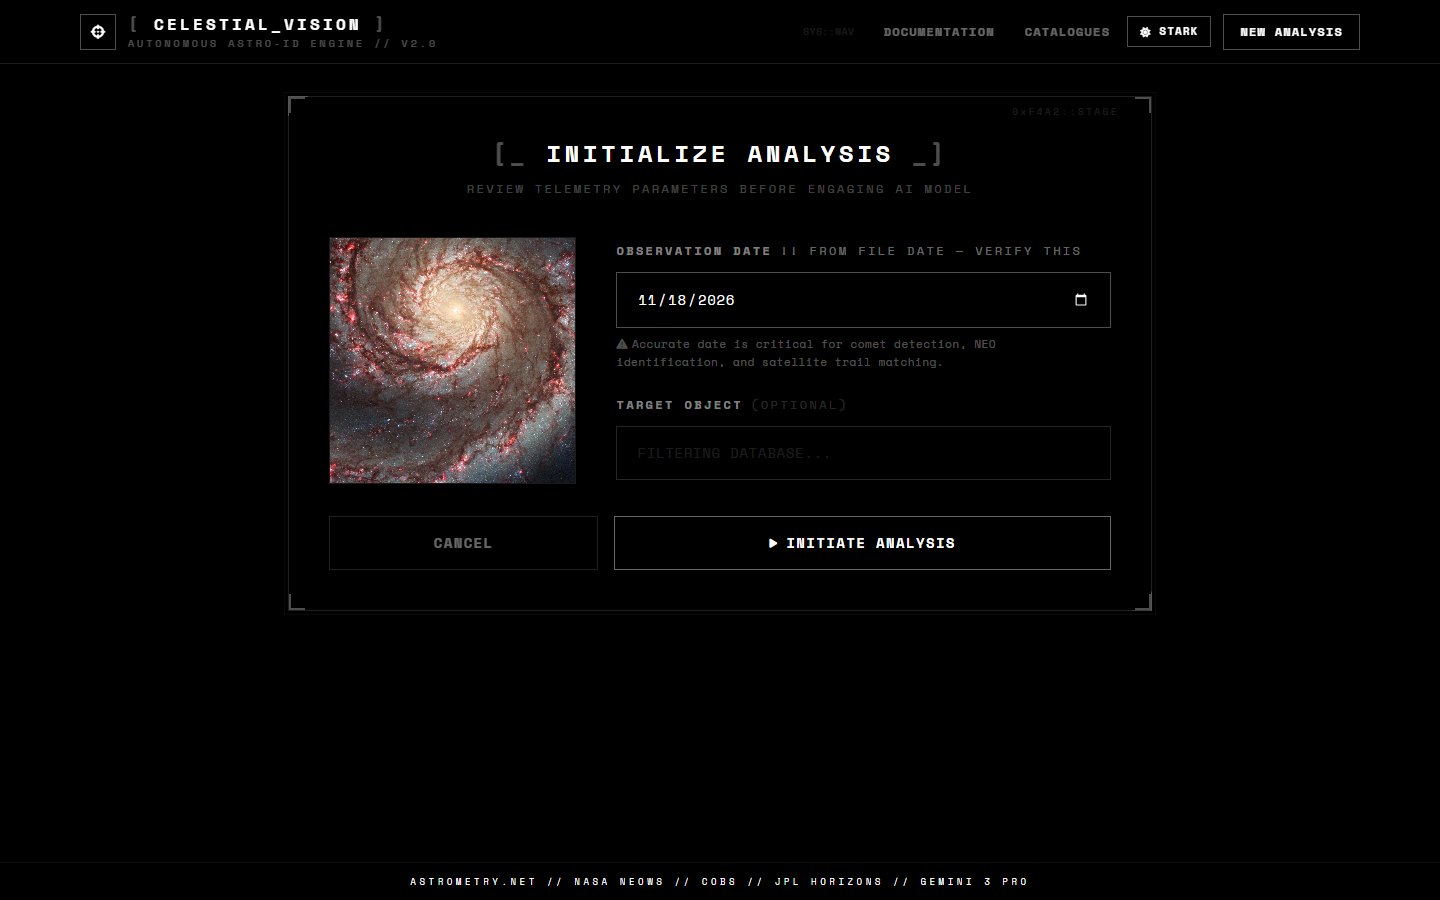 [ CELESTIAL_VISION ]
AUTONOMOUS ASTRO-ID ENGINE // V2.0
SYS::NAV
DOCUMENTATION
CATALOGUES
STARK
NEW ANALYSIS
0xF4A2::STAGE
[_ INITIALIZE ANALYSIS _]
REVIEW TELEMETRY PARAMETERS BEFORE ENGAGING AI MODEL
OBSERVATION DATE || FROM FILE DATE — VERIFY THIS
11/18/2026
Accurate date is critical for comet detection, NEO
identification, and satellite trail matching.
TARGET OBJECT (OPTIONAL)
FILTERING DATABASE...
CANCEL
INITIATE ANALYSIS
ASTROMETRY.NET // NASA NEOWS // COBS // JPL HORIZONS // GEMINI 3 PRO